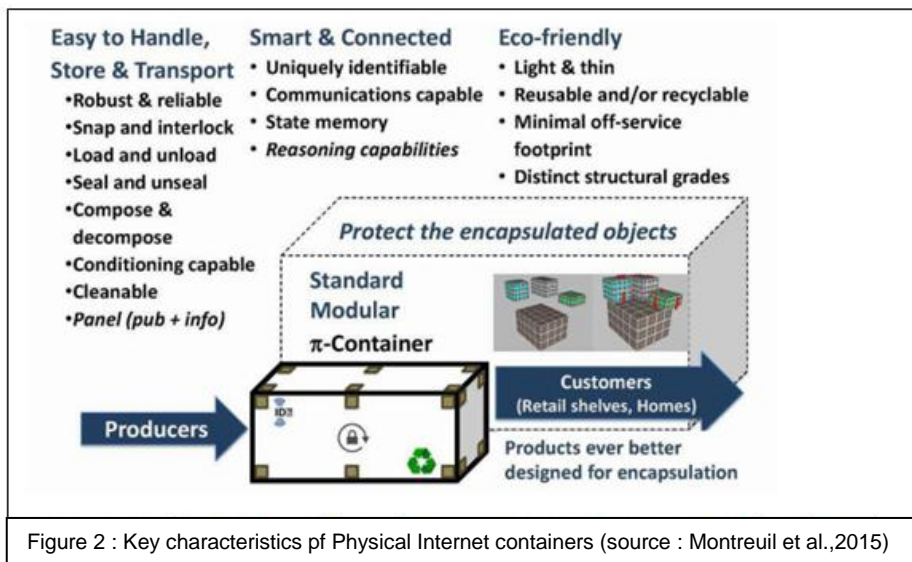 Easy to Handle,
Store & Transport
•Robust & reliable
•Snap and interlock
•Load and unload
•Seal and unseal
•Compose &
decompose
•Conditioning capable
•Cleanable
•Panel (pub + info)
Smart & Connected
• Uniquely identifiable
• Communications capable
• State memory
• Reasoning capabilities
Eco-friendly
• Light & thin
• Reusable and/or recyclable
• Minimal off-service
footprint
• Distinct structural grades
Protect the encapsulated objects
Standard
Modular
π-Container
Producers
Customers
(Retail shelves, Homes)
Products ever better
designed for encapsulation
Figure 2 : Key characteristics pf Physical Internet containers (source : Montreuil et al.,2015)